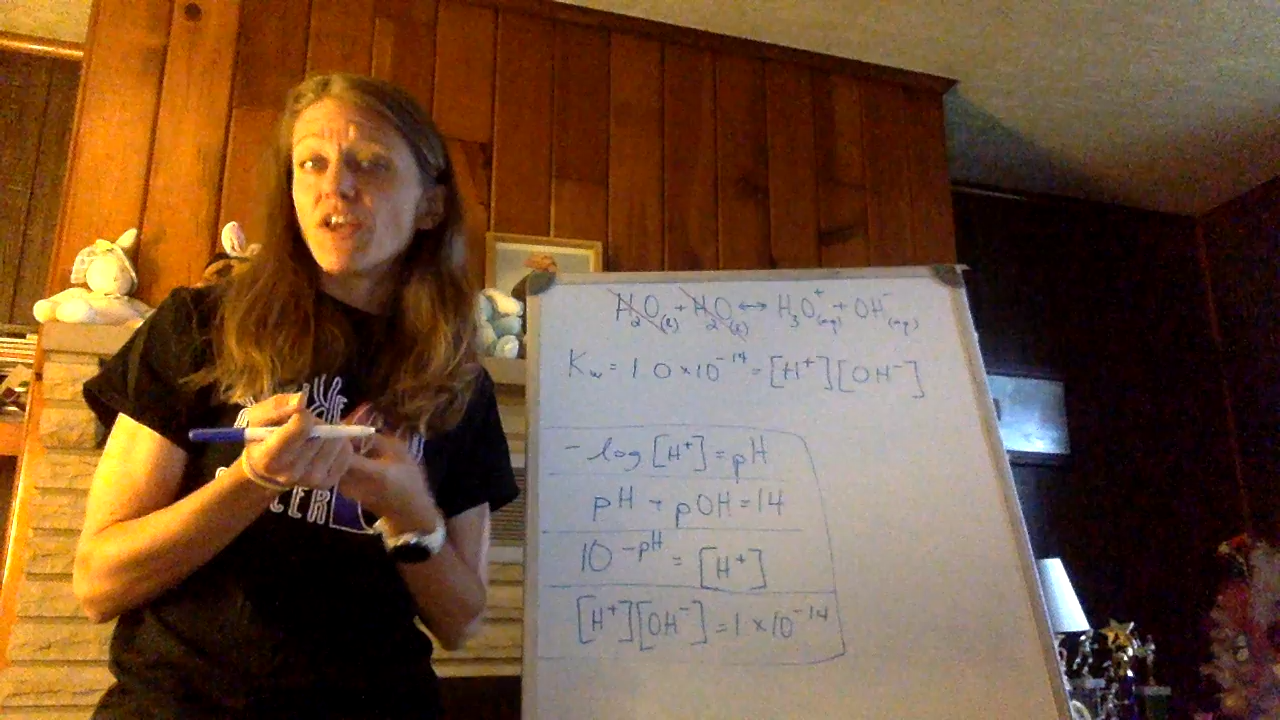 H₂O(l) + H₂O(l) ↔ H₃O⁺(aq) + OH⁻(aq)
Kw = 1.0 × 10⁻¹⁴ = [H⁺][OH⁻]
- log [H⁺] = pH
pH + pOH = 14
10⁻ᵖᴴ = [H⁺]
[H⁺][OH⁻] = 1 × 10⁻¹⁴